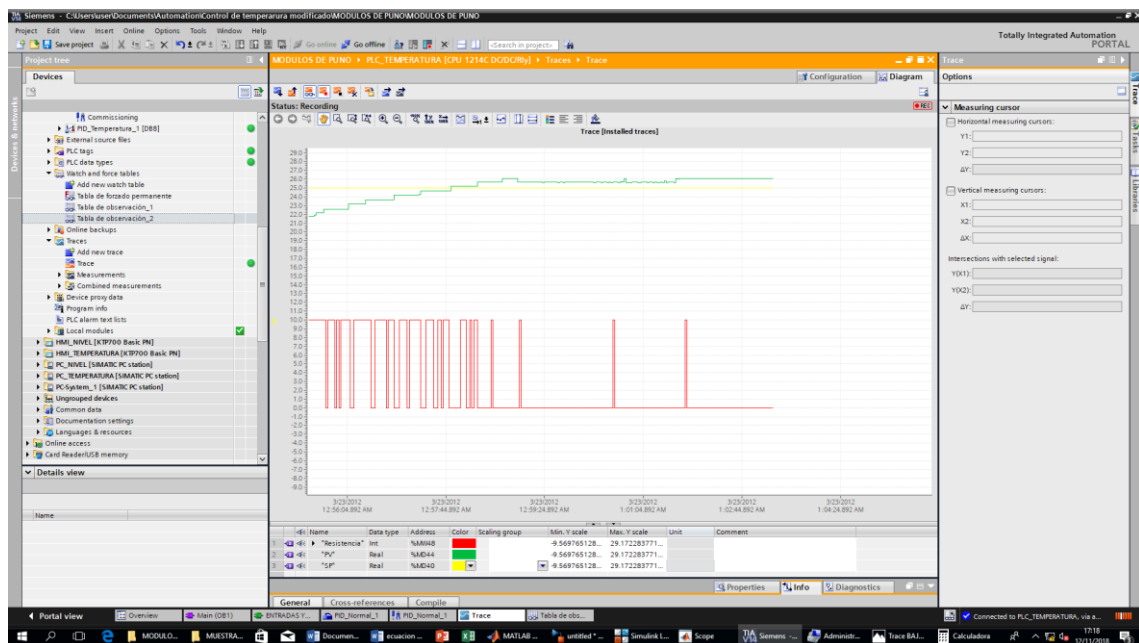 Siemens - C:\Users\user\Documents\Automation\Control de temperarura modificado\MODULOS DE PUNO\MODULOS DE PUNO
Project Edit View Insert Online Options Tools Window Help
Totally Integrated Automation
PORTAL
Save project
Go online
Go offline
<Search in project>
Project tree
MODULOS DE PUNO
PLC_TEMPERATURA [CPU 1214C DC/DC/Rly]
Traces
Trace
Trace
Devices
Configuration
Diagram
Options
Status: Recording
REC
Measuring cursor
Trace [Installed traces]
Horizontal measuring cursors:
Y1:
Y2:
ΔY:
Vertical measuring cursors:
X1:
X2:
ΔX:
Intersections with selected signal:
Y(X1):
Y(X2):
ΔY:
Devices & networks
Commissioning
PID_Temperatura_1 [DB8]
External source files
PLC tags
PLC data types
Watch and force tables
Add new watch table
Tabla de forzado permanente
Tabla de observación_1
Tabla de observación_2
Online backups
Traces
Add new trace
Trace
Measurements
Combined measurements
Device proxy data
Program info
PLC alarm text lists
Local modules
HMI_NIVEL [KTP700 Basic PN]
HMI_TEMPERATURA [KTP700 Basic PN]
PC_NIVEL [SIMATIC PC station]
PC_TEMPERATURA [SIMATIC PC station]
PC-System_1 [SIMATIC PC station]
Ungrouped devices
Common data
Documentation settings
Languages & resources
Online access
Card Reader/USB memory
Details view
Name
29.0
28.0
27.0
26.0
25.0
24.0
23.0
22.0
21.0
20.0
19.0
18.0
17.0
16.0
15.0
14.0
13.0
12.0
11.0
10.0
9.0
8.0
7.0
6.0
5.0
4.0
3.0
2.0
1.0
0.0
-1.0
-2.0
-3.0
-4.0
-5.0
-6.0
-7.0
-8.0
-9.0
3/23/2012 3/23/2012 3/23/2012 3/23/2012 3/23/2012 3/23/2012
12:56:04.892 AM 12:57:44.892 AM 12:59:24.892 AM 1:01:04.892 AM 1:02:44.892 AM 1:04:24.892 AM
Name Data type Address Color Scaling group Min. Y scale Max. Y scale Unit Comment
1 "Resistencia" Int %MW48 -9.569765128... 29.172283771...
2 "PV" Real %MD44 -9.569765128... 29.172283771...
3 "SP" Real %MD40 -9.569765128... 29.172283771...
Properties Info Diagnostics
General Cross-references Compile
Trace
Tasks
Libraries
Portal view Overview Main (OB1) ENTRADAS Y... PID_Normal_1 PID_Normal_1 Trace Tabla de obs... Connected to PLC_TEMPERATURA, via a...
MODULO... MUESTRA... Documen... ecuacion ... MATLAB ... untitled * ... Simulink L... Scope Siemens -... Administr... Trace BAJ... Calculadora
17:18
12/11/2018